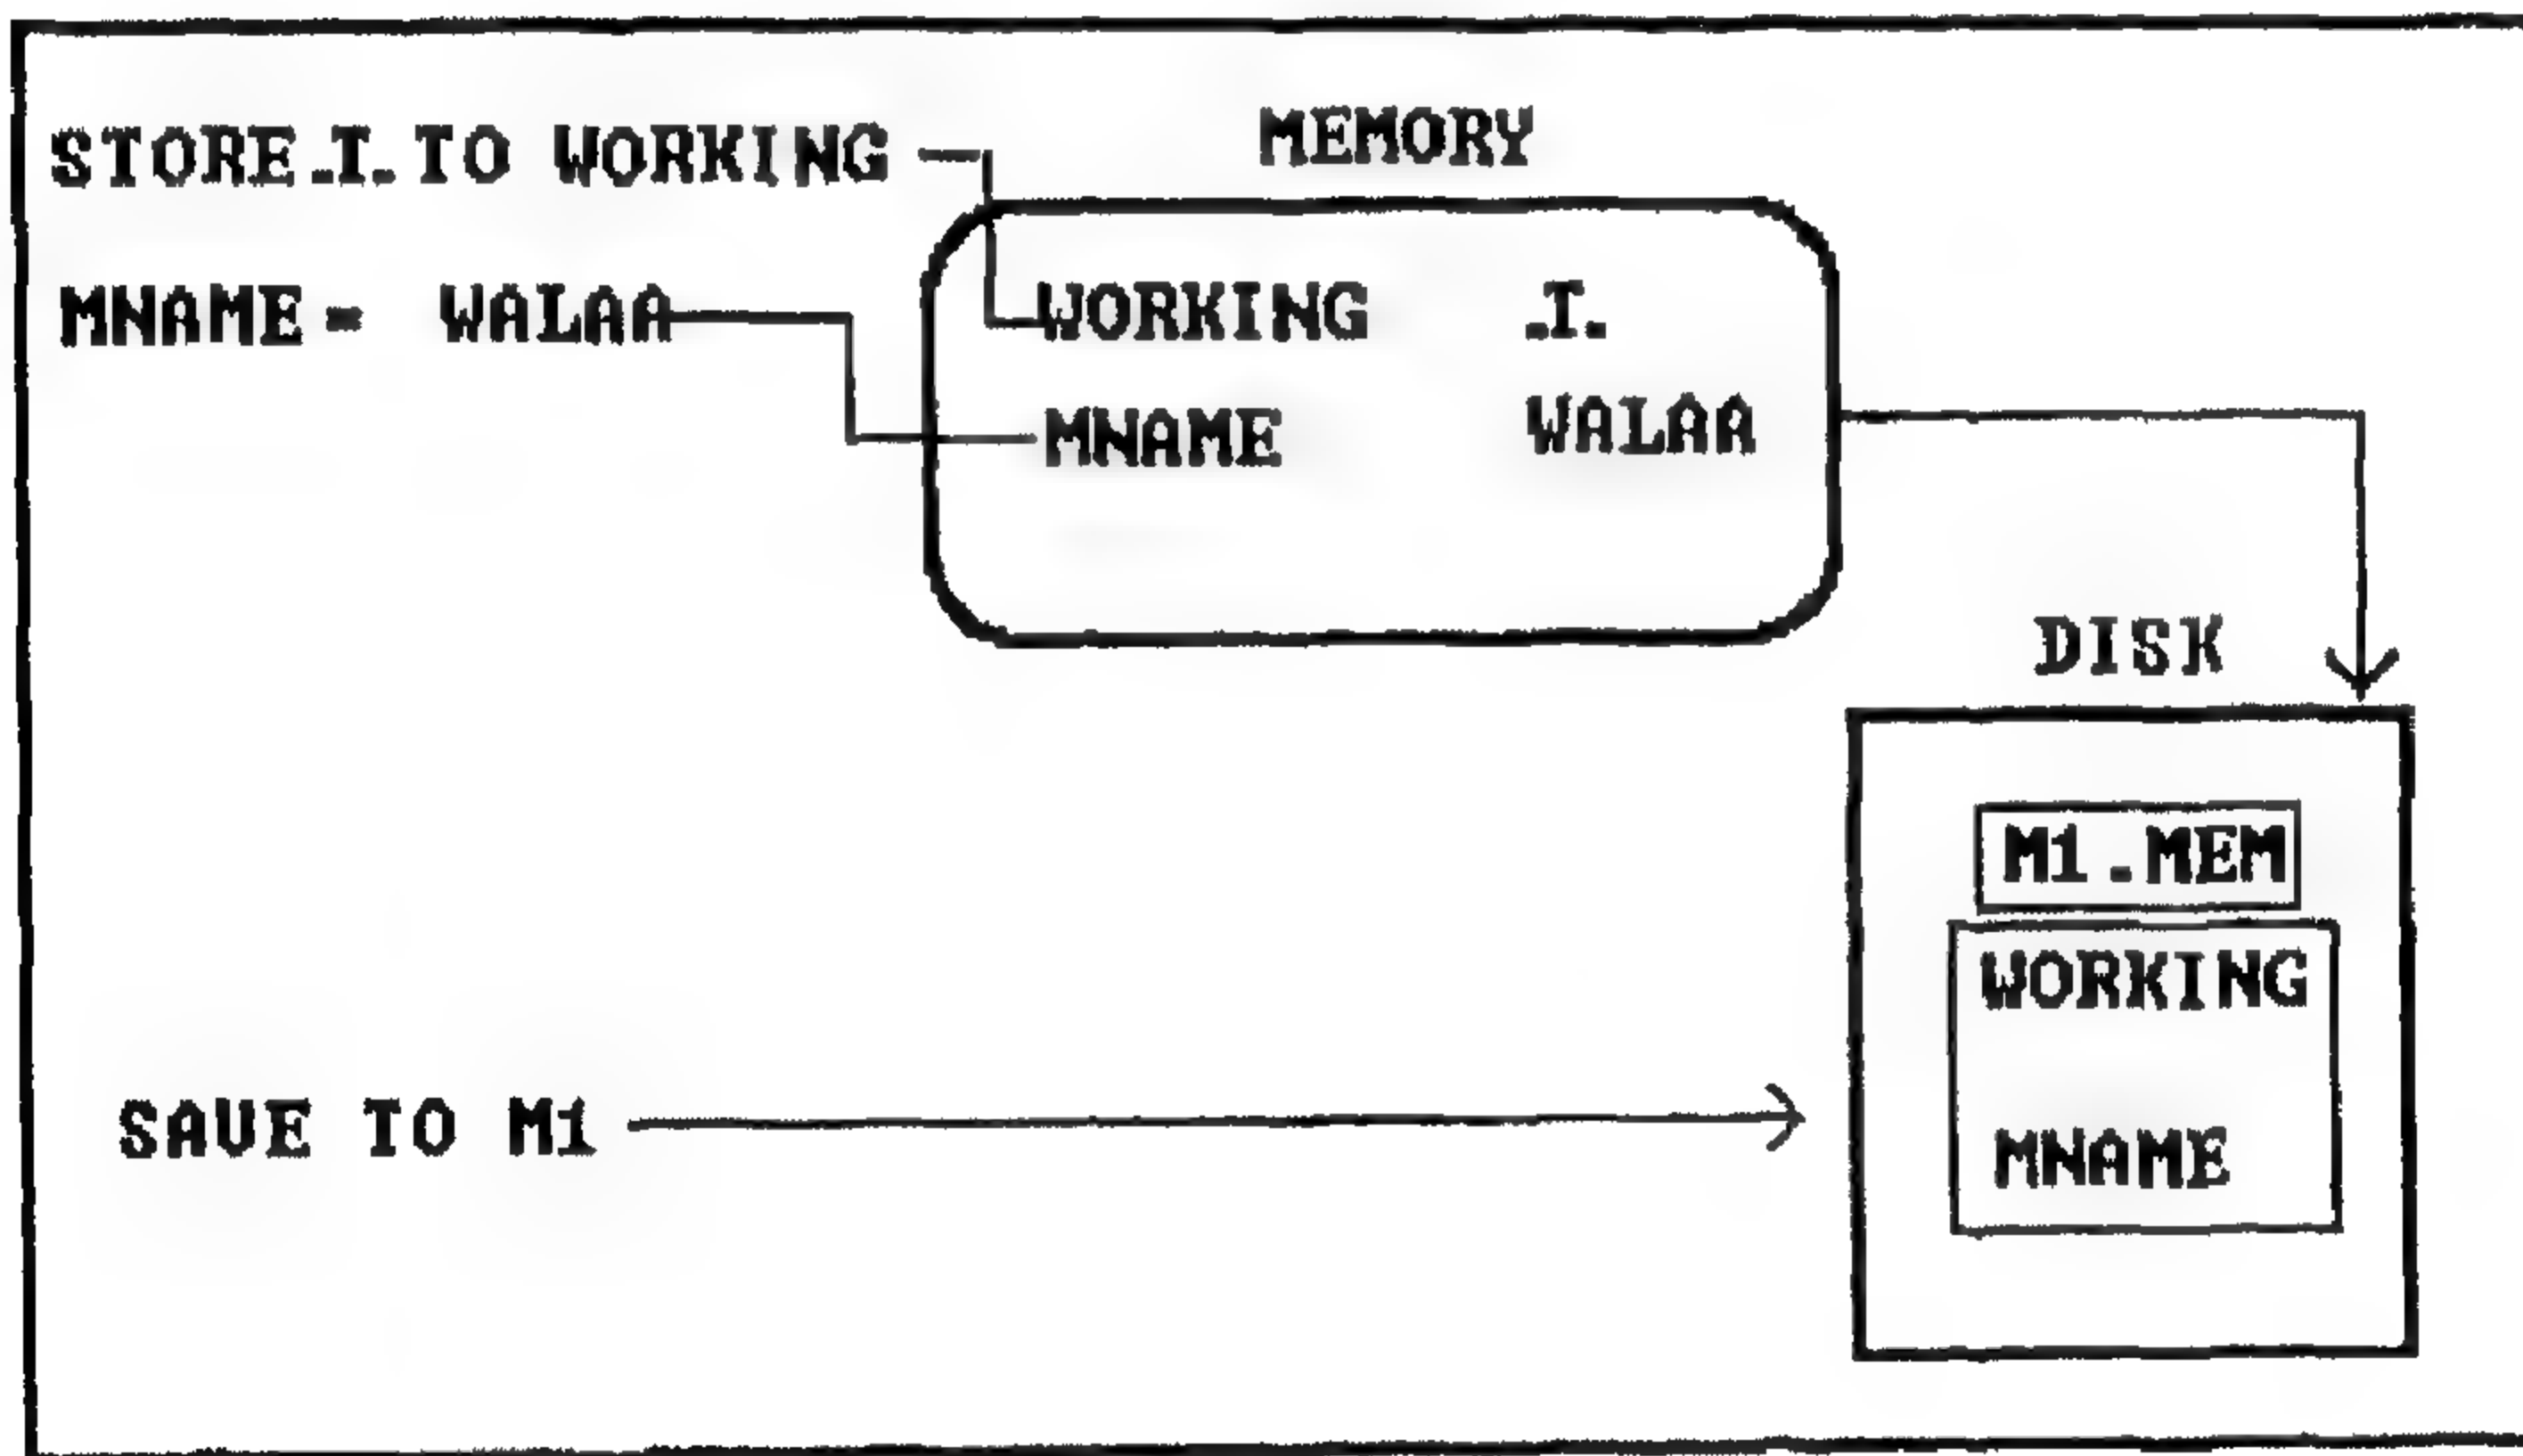 STORE.I.TO WORKING
MEMORY
MNAME = WALAA
WORKING .I.
MNAME WALAA
DISK
M1.MEM
WORKING
MNAME
SAVE TO M1